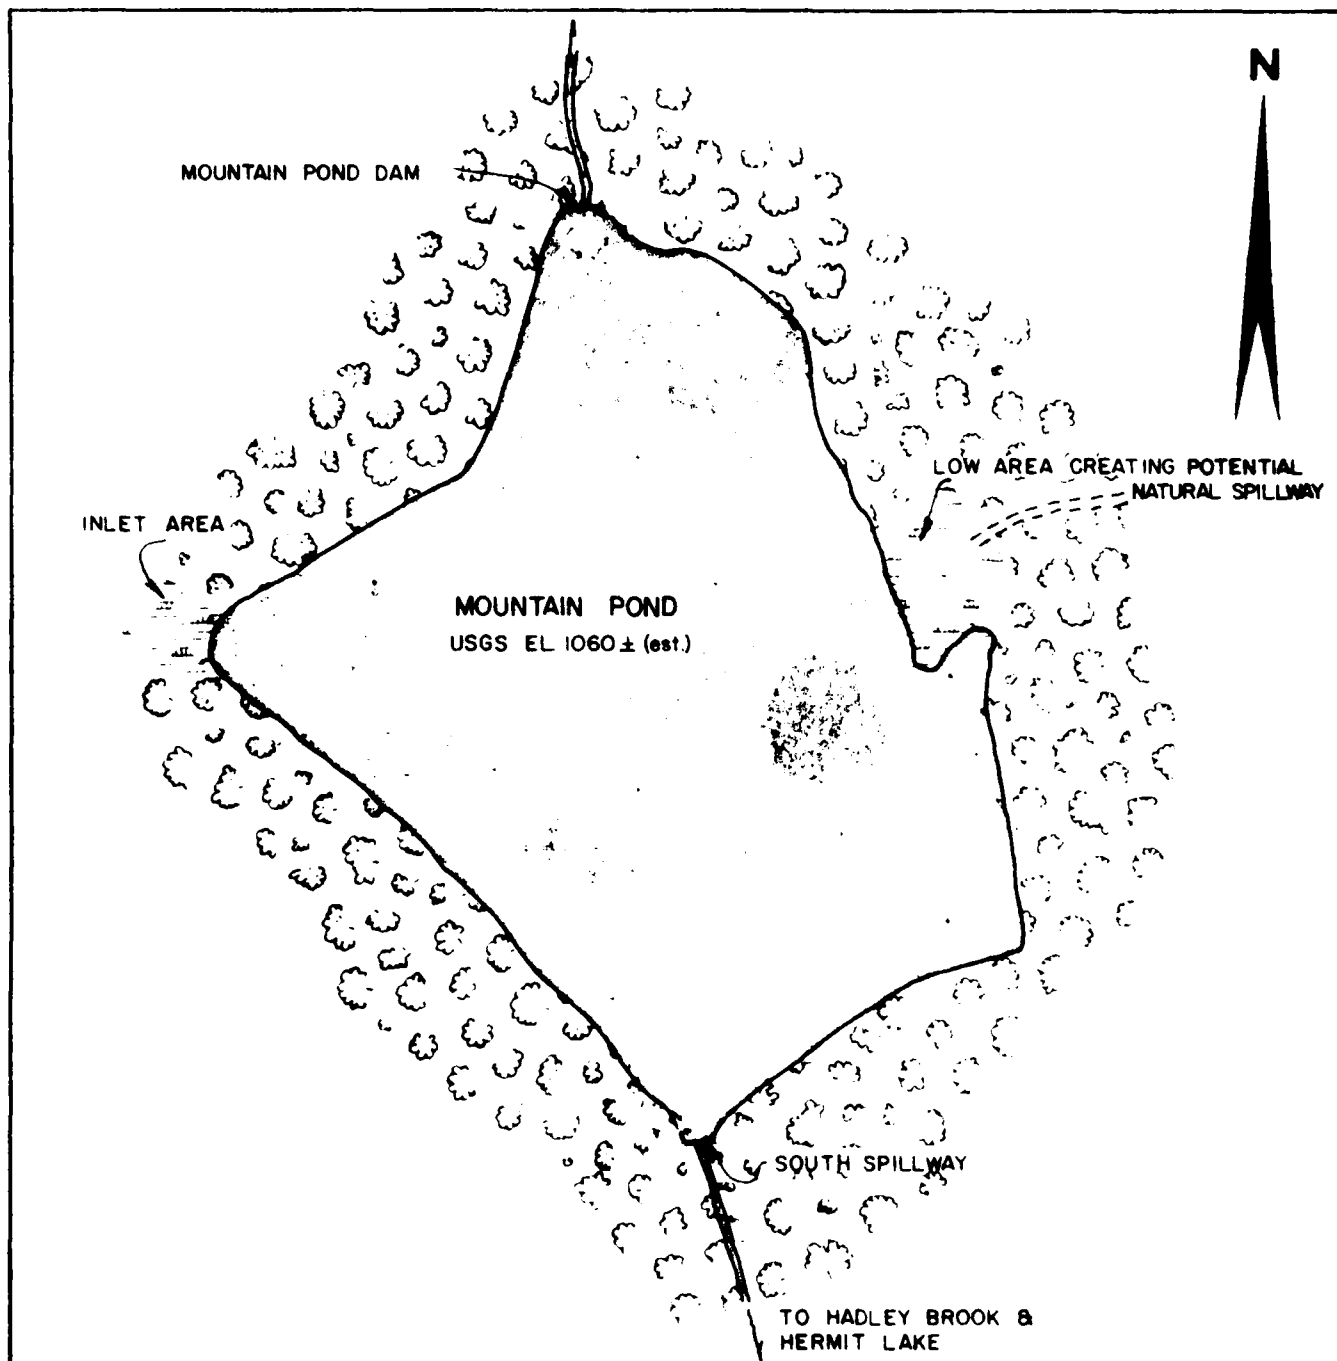 N
MOUNTAIN POND DAM
LOW AREA CREATING POTENTIAL
NATURAL SPILLWAY
INLET AREA
MOUNTAIN POND
USGS EL 1060 ± (est.)
SOUTH SPILLWAY
TO HADLEY BROOK &
HERMIT LAKE